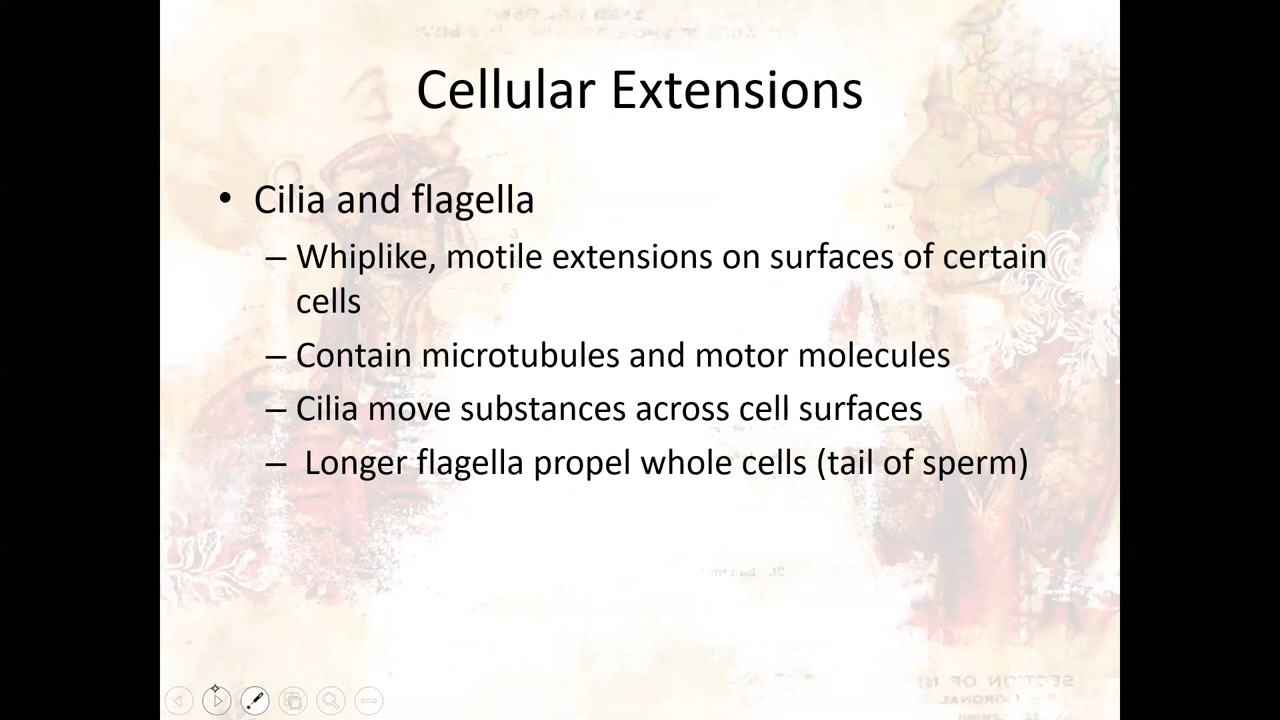 Cellular Extensions
• Cilia and flagella
– Whiplike, motile extensions on surfaces of certain
cells
– Contain microtubules and motor molecules
– Cilia move substances across cell surfaces
– Longer flagella propel whole cells (tail of sperm)